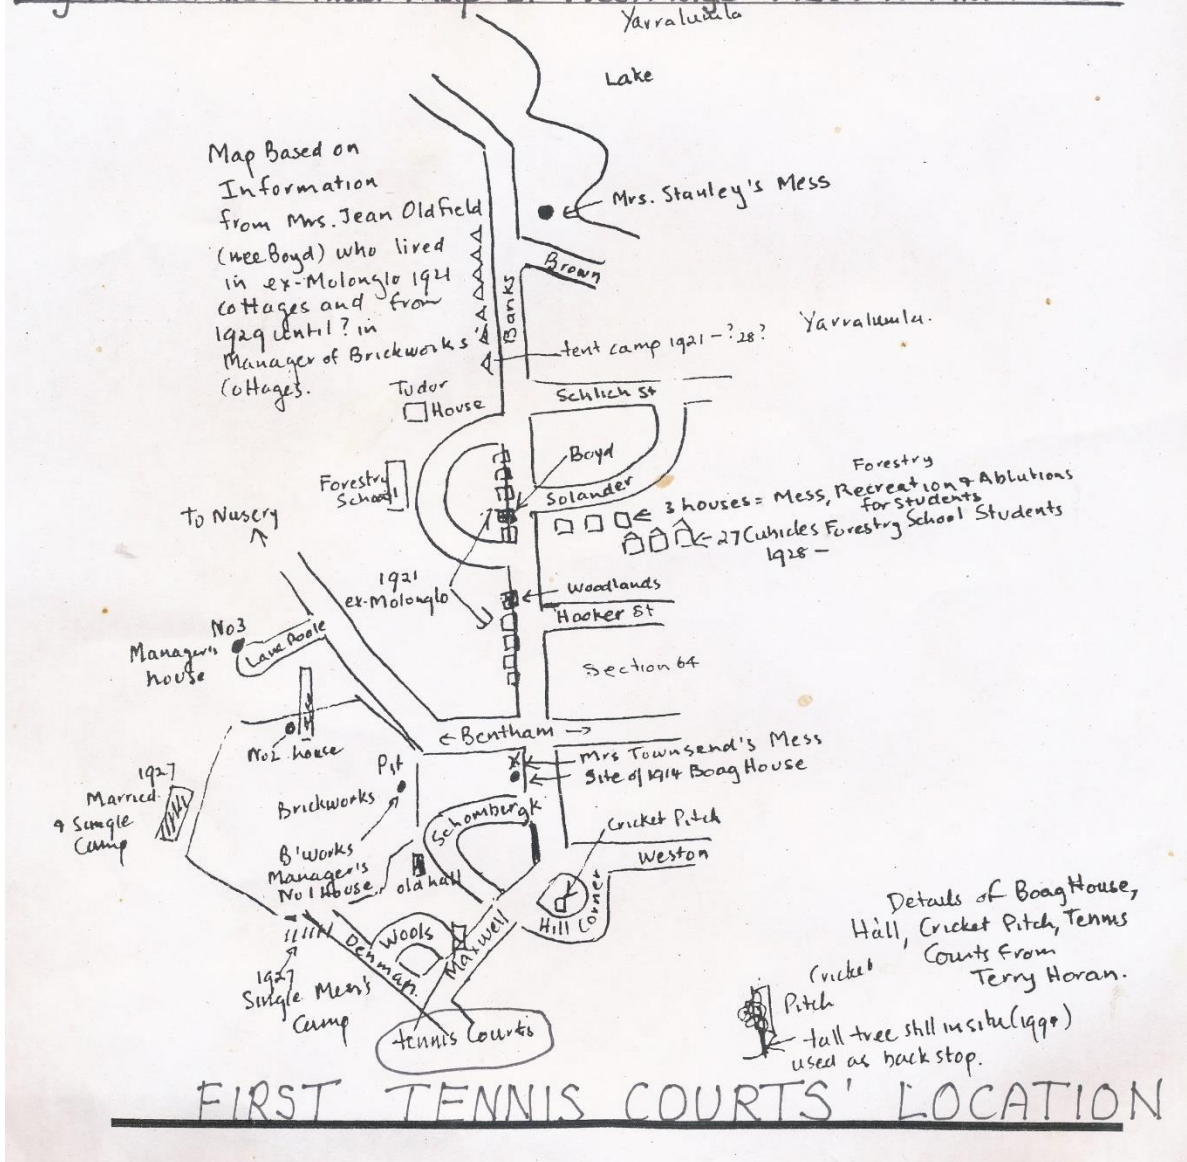 Yarralumla
Lake
Map Based on
Information
from Mrs. Jean Oldfield
(nee Boyd) who lived
in ex-Molonglo 1921
cottages and from
1929 until ? in
Manager of Brickworks'
Cottages.
Mrs. Stanley's Mess
Brown
Banks
tent camp 1921 - ?28?
Yarralumla.
Tudor
House
Schlich St
Boyd
Forestry
School
Solander
Forestry
3 houses = Mess, Recreation & Ablutions
for Students
27 Cubicles Forestry School Students
1928 -
To Nusery
1921
ex-Molonglo
Woodlands
Hooker St
No3
Manager's
house
Lane Poole
Section 64
No2 house
Bentham
Mrs Townsend's Mess
Site of 1914 Boag House
Pit
Brickworks
1927
Married
& Single
Camp
Schombergk
Cricket Pitch
Weston
B'works
Manager's
No 1 House
old hall
Hill Corner
Wools
Denman
Maxwell
1927
Single Men's
Camp
tennis Courts
Details of Boag House,
Hall, Cricket Pitch, Tennis
Courts from
Terry Horan.
Cricket
Pitch
tall tree still in situ (1990)
used as back stop.
FIRST TENNIS COURTS' LOCATION